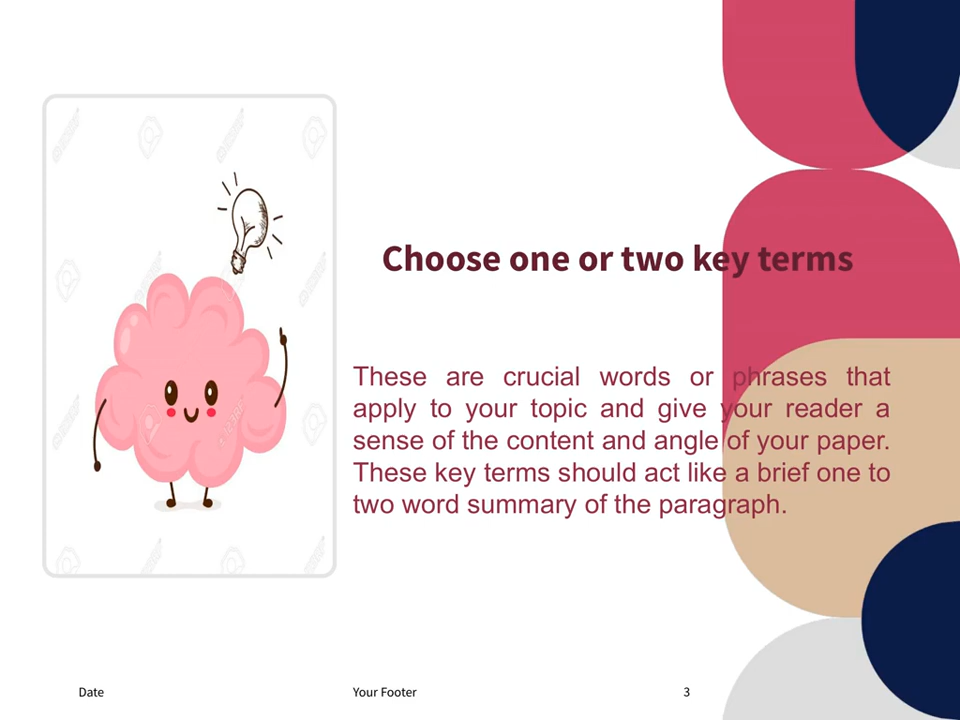 Choose one or two key terms
These are crucial words or phrases that
apply to your topic and give your reader a
sense of the content and angle of your paper.
These key terms should act like a brief one to
two word summary of the paragraph.
Date
Your Footer
3